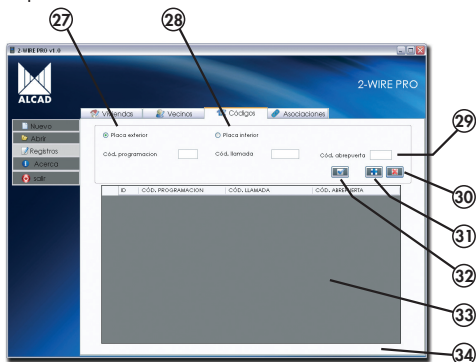 27 28
2-WIRE PRO v1.0
2-WIRE PRO
ALCAD
Viviendas Vecinos Códigos Asociaciones
Nuevo
Abrir
Registros
Acerca
salir
Placa exterior Placa interior
Cód. programacion Cód. llamada Cód. abrepuerta
29
30
31
32
ID CÓD. PROGRAMACION CÓD. LLAMADA CÓD. ABREPUERTA
33
34